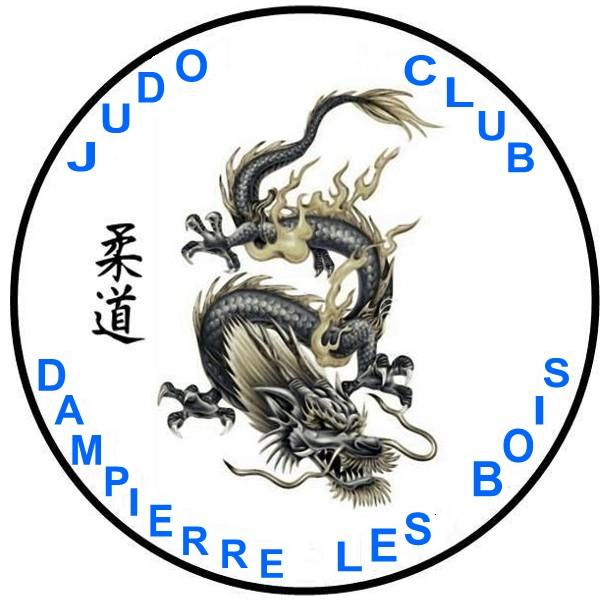 JUDO CLUB
柔道
DAMPIERRE LES BOIS